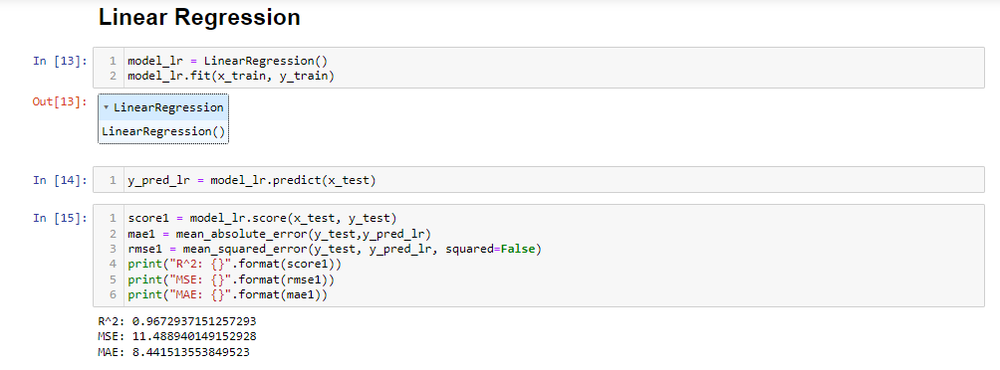 Linear Regression
In [13]:
1 model_lr = LinearRegression()
2 model_lr.fit(x_train, y_train)
Out[13]:
▾ LinearRegression
LinearRegression()
In [14]:
1 y_pred_lr = model_lr.predict(x_test)
In [15]:
1 score1 = model_lr.score(x_test, y_test)
2 mae1 = mean_absolute_error(y_test,y_pred_lr)
3 rmse1 = mean_squared_error(y_test, y_pred_lr, squared=False)
4 print("R^2: {}".format(score1))
5 print("MSE: {}".format(rmse1))
6 print("MAE: {}".format(mae1))
R^2: 0.9672937151257293
MSE: 11.488940149152928
MAE: 8.441513553849523